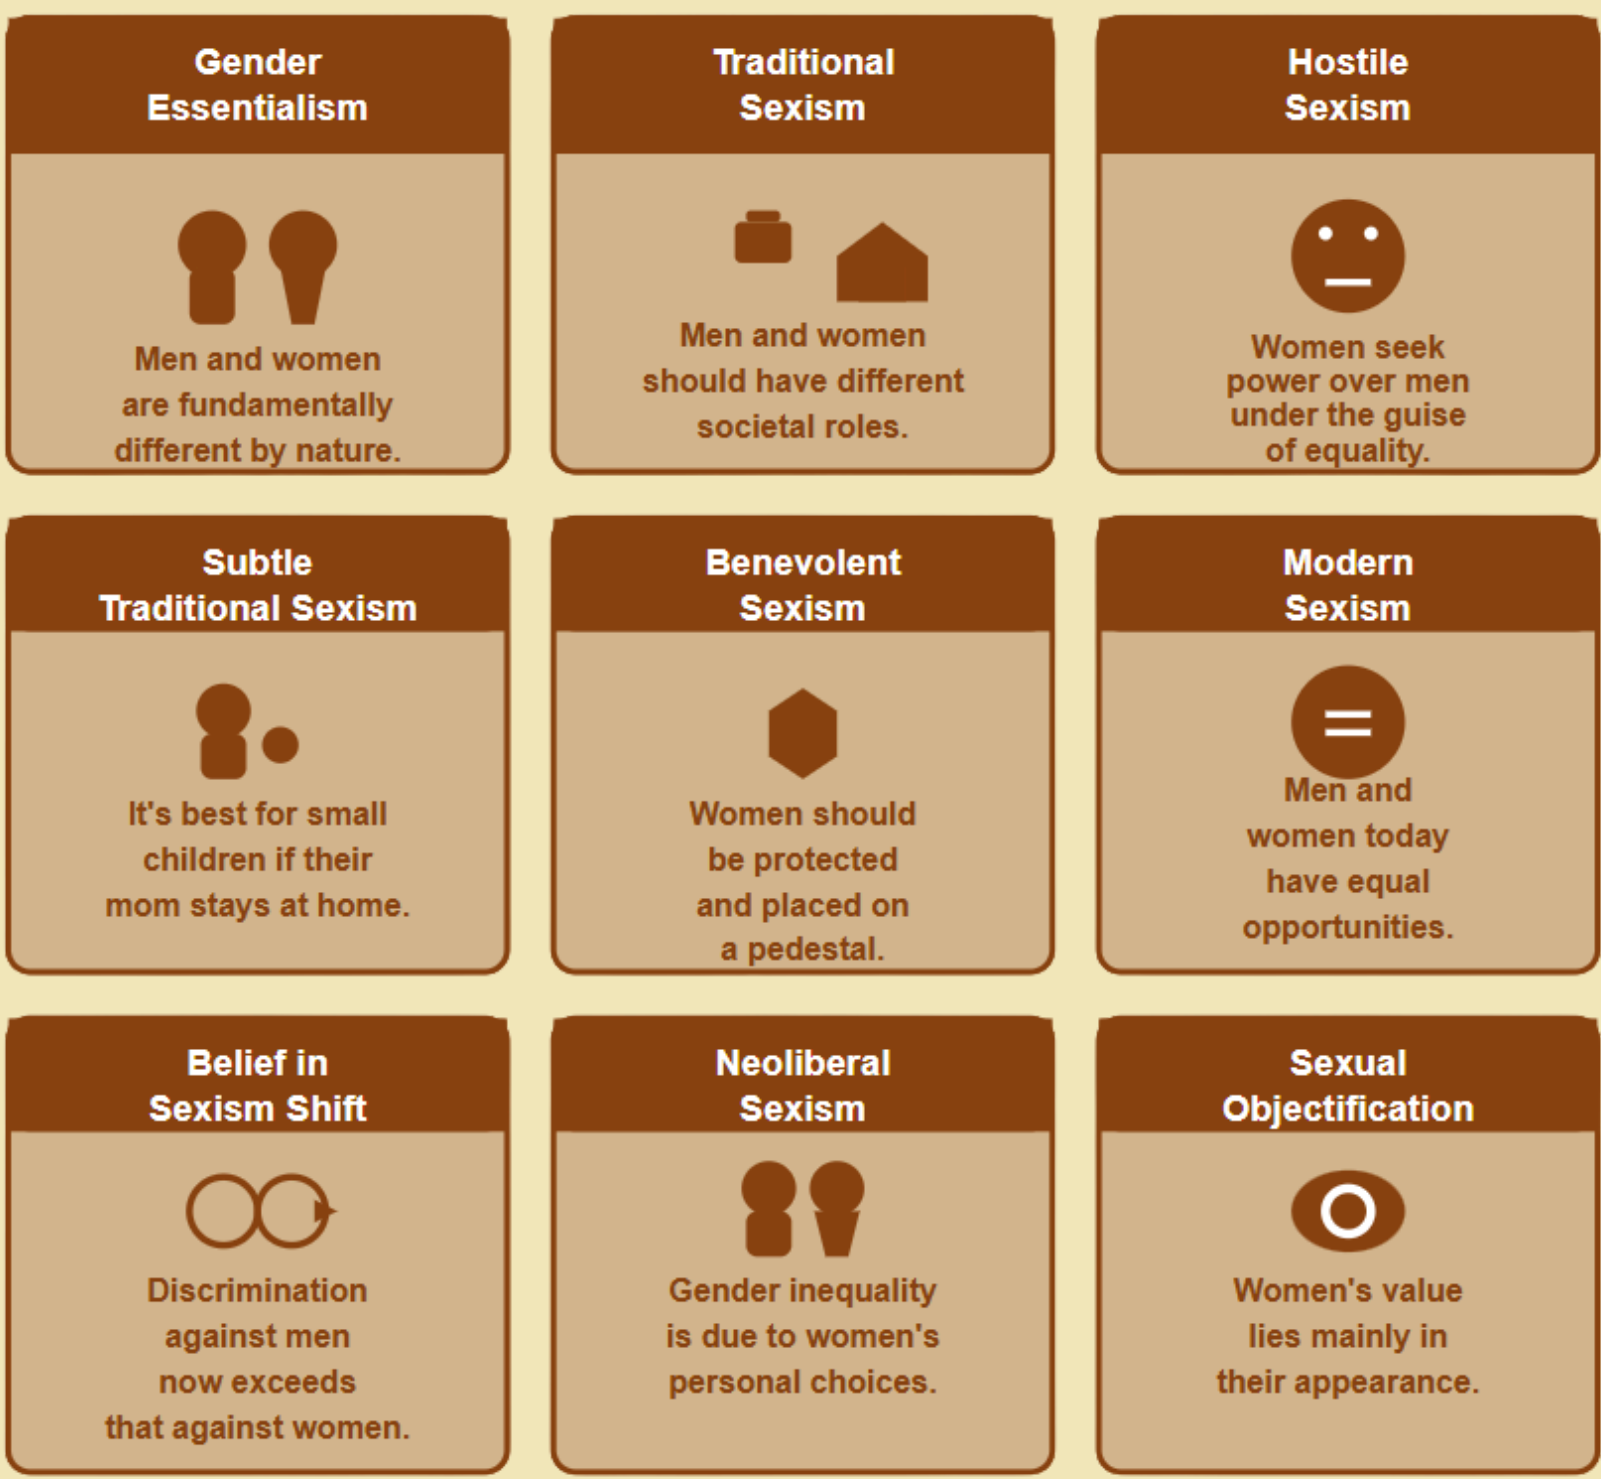 Gender
Essentialism
Men and women
are fundamentally
different by nature.
Traditional
Sexism
Men and women
should have different
societal roles.
Hostile
Sexism
Women seek
power over men
under the guise
of equality.
Subtle
Traditional Sexism
It's best for small
children if their
mom stays at home.
Benevolent
Sexism
Women should
be protected
and placed on
a pedestal.
Modern
Sexism
Men and
women today
have equal
opportunities.
Belief in
Sexism Shift
Discrimination
against men
now exceeds
that against women.
Neoliberal
Sexism
Gender inequality
is due to women's
personal choices.
Sexual
Objectification
Women's value
lies mainly in
their appearance.